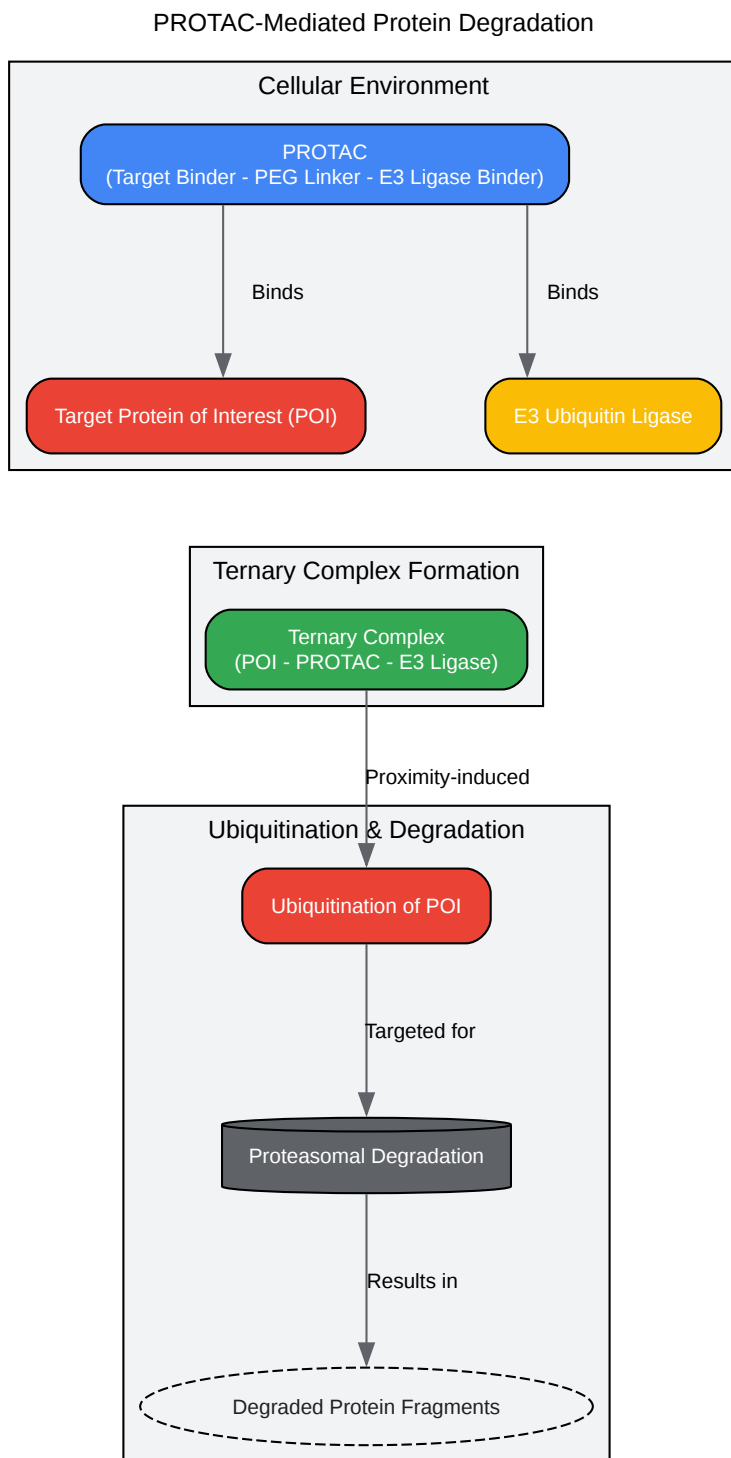 PROTAC-Mediated Protein Degradation
Cellular Environment
PROTAC
(Target Binder - PEG Linker - E3 Ligase Binder)
Binds
Binds
Target Protein of Interest (POI)
E3 Ubiquitin Ligase
Ternary Complex Formation
Ternary Complex
(POI - PROTAC - E3 Ligase)
Proximity-induced
Ubiquitination & Degradation
Ubiquitination of POI
Targeted for
Proteasomal Degradation
Results in
Degraded Protein Fragments